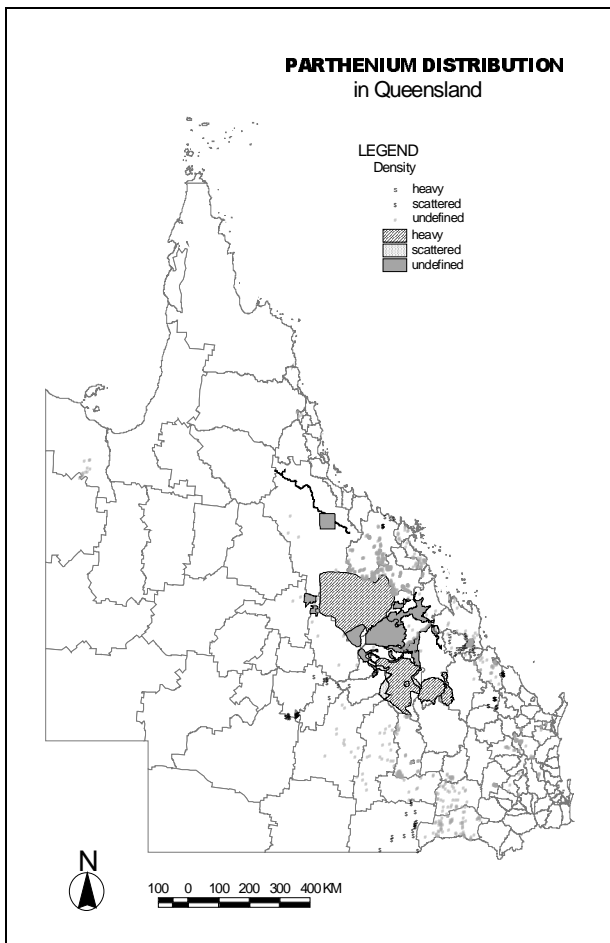 PARTHENIUM DISTRIBUTION
in Queensland
LEGEND
Density
s heavy
s scattered
undefined
heavy
scattered
undefined
N
100 0 100 200 300 400 KM